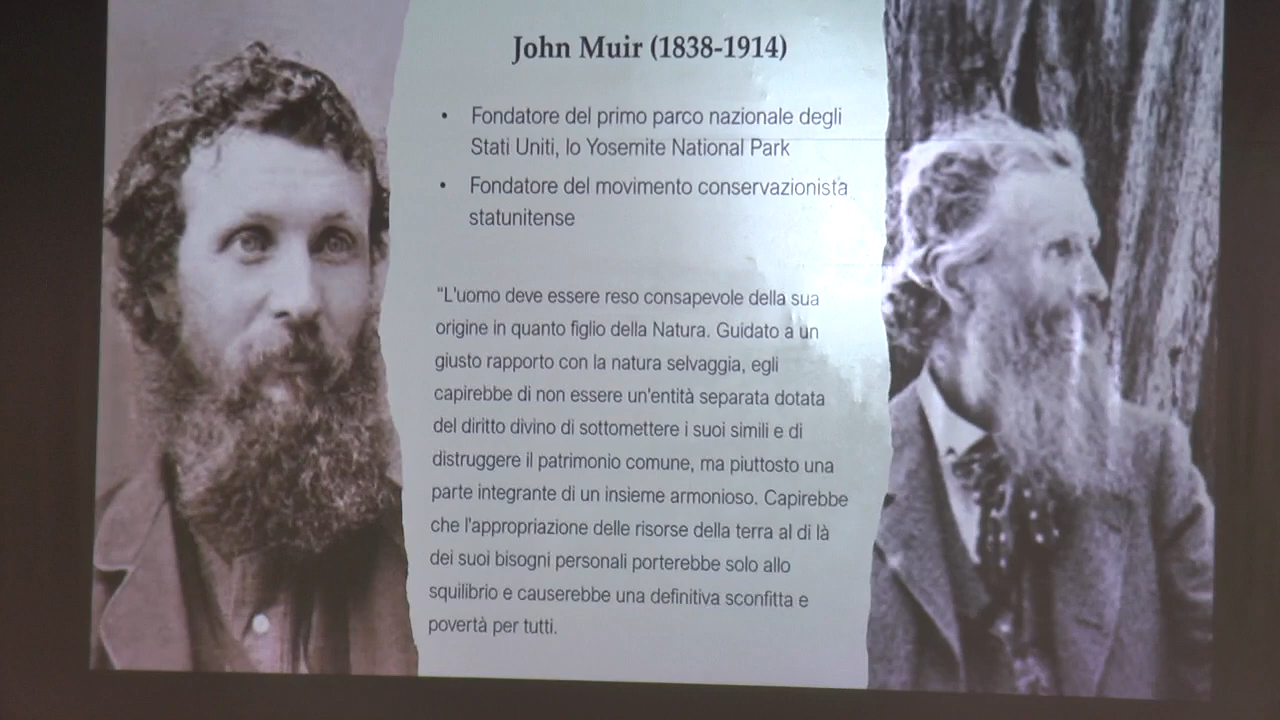 John Muir (1838-1914)
• Fondatore del primo parco nazionale degli
Stati Uniti, lo Yosemite National Park
• Fondatore del movimento conservazionista
statunitense
“L'uomo deve essere reso consapevole della sua
origine in quanto figlio della Natura. Guidato a un
giusto rapporto con la natura selvaggia, egli
capirebbe di non essere un'entità separata dotata
del diritto divino di sottomettere i suoi simili e di
distruggere il patrimonio comune, ma piuttosto una
parte integrante di un insieme armonioso. Capirebbe
che l'appropriazione delle risorse della terra al di là
dei suoi bisogni personali porterebbe solo allo
squilibrio e causerebbe una definitiva sconfitta e
povertà per tutti.